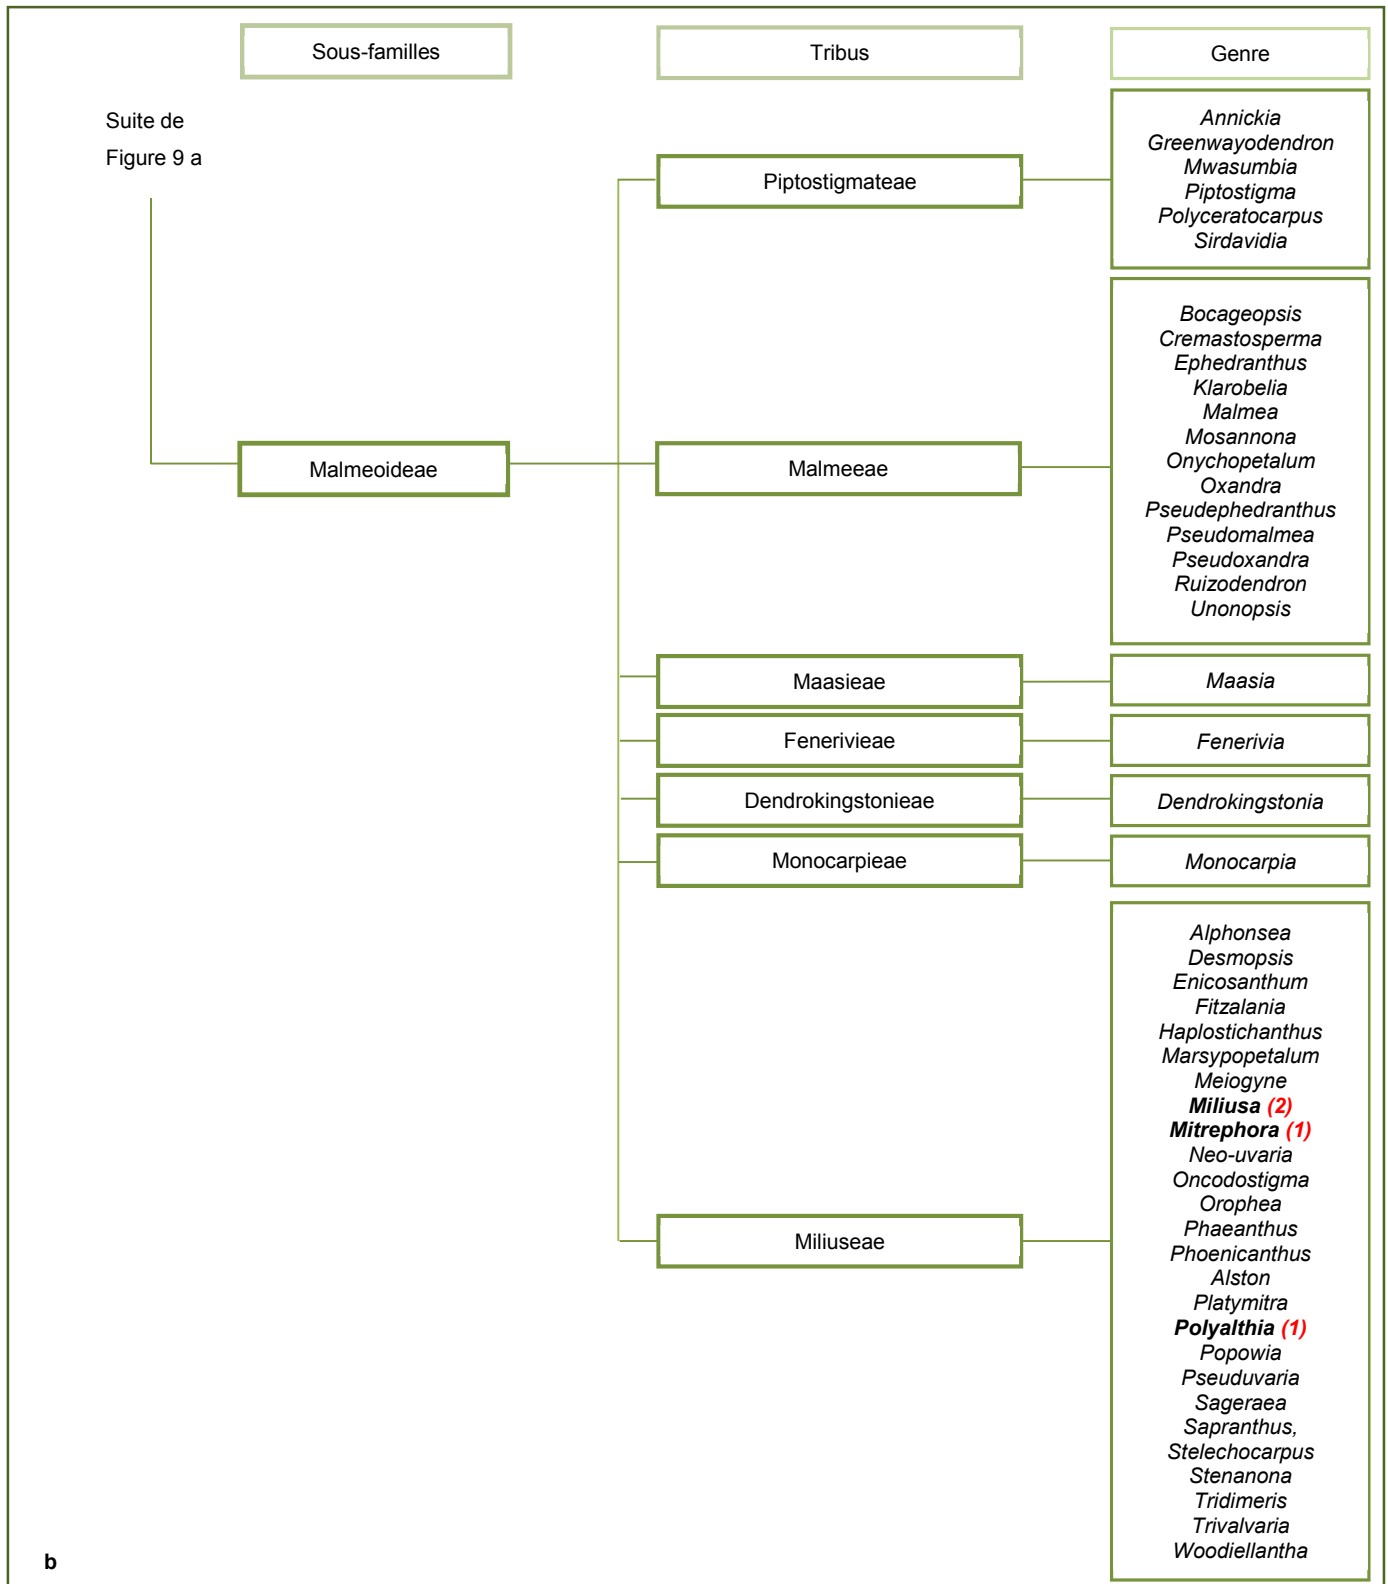 Sous-familles
Tribus
Genre
Suite de
Figure 9 a
Malmeoideae
Piptostigmateae
Annickia
Greenwayodendron
Mwasumbia
Piptostigma
Polyceratocarpus
Sirdavidia
Malmeeae
Bocageopsis
Cremastosperma
Ephedranthus
Klarobelia
Malmea
Mosannona
Onychopetalum
Oxandra
Pseudephedranthus
Pseudomalmea
Pseudoxandra
Ruizodendron
Unonopsis
Maasieae
Maasia
Fenerivieae
Fenerivia
Dendrokingstonieae
Dendrokingstonia
Monocarpieae
Monocarpia
Miliuseae
Alphonsea
Desmopsis
Enicosanthum
Fitzalania
Haplostichanthus
Marsypopetalum
Meiogyne
Miliusa (2)
Mitrephora (1)
Neo-uvaria
Oncodostigma
Orophea
Phaeanthus
Phoenicanthus
Alston
Platymitra
Polyalthia (1)
Popowia
Pseuduvaria
Sageraea
Sapranthus,
Stelechocarpus
Stenanona
Tridimeris
Trivalvaria
Woodiellantha
b